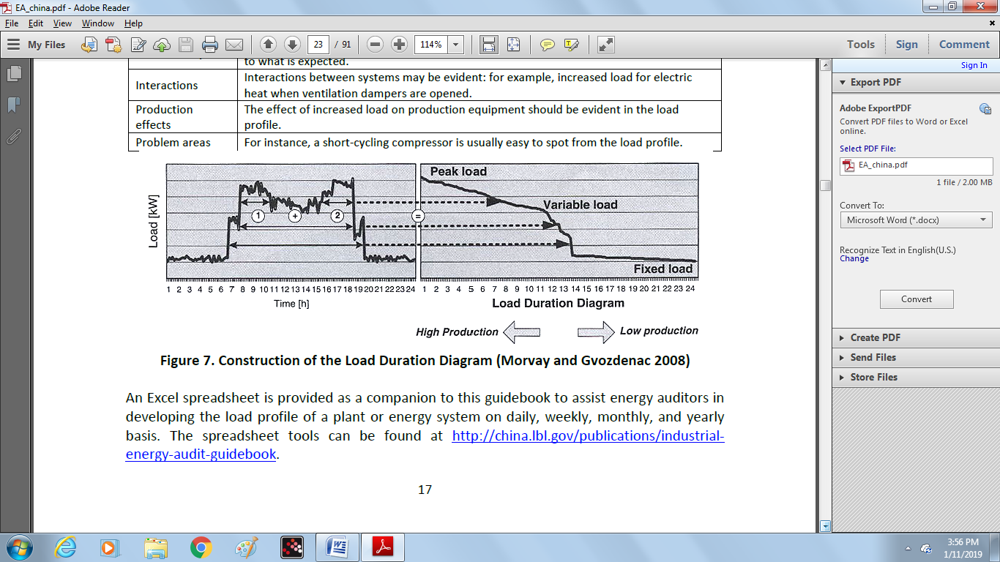 EA_china.pdf - Adobe Reader
File Edit View Window Help
My Files 23 / 91 114% Tools Sign Comment
to what is expected.
Interactions
Interactions between systems may be evident: for example, increased load for electric
heat when ventilation dampers are opened.
Production
effects
The effect of increased load on production equipment should be evident in the load
profile.
Problem areas
For instance, a short-cycling compressor is usually easy to spot from the load profile.
Load [kW]
1 + 2 =
1 2 3 4 5 6 7 8 9 10 11 12 13 14 15 16 17 18 19 20 21 22 23 24
Time [h]
Peak load
Variable load
Fixed load
1 2 3 4 5 6 7 8 9 10 11 12 13 14 15 16 17 18 19 20 21 22 23 24
Load Duration Diagram
High Production
Low production
Figure 7. Construction of the Load Duration Diagram (Morvay and Gvozdenac 2008)
An Excel spreadsheet is provided as a companion to this guidebook to assist energy auditors in
developing the load profile of a plant or energy system on daily, weekly, monthly, and yearly
basis. The spreadsheet tools can be found at http://china.lbl.gov/publications/industrial-
energy-audit-guidebook.
17
Sign In
Export PDF
Adobe ExportPDF
Convert PDF files to Word or Excel
online.
Select PDF File:
EA_china.pdf
1 file / 2.00 MB
Convert To:
Microsoft Word (*.docx)
Recognize Text in English(U.S.)
Change
Convert
Create PDF
Send Files
Store Files
3:56 PM
1/11/2019